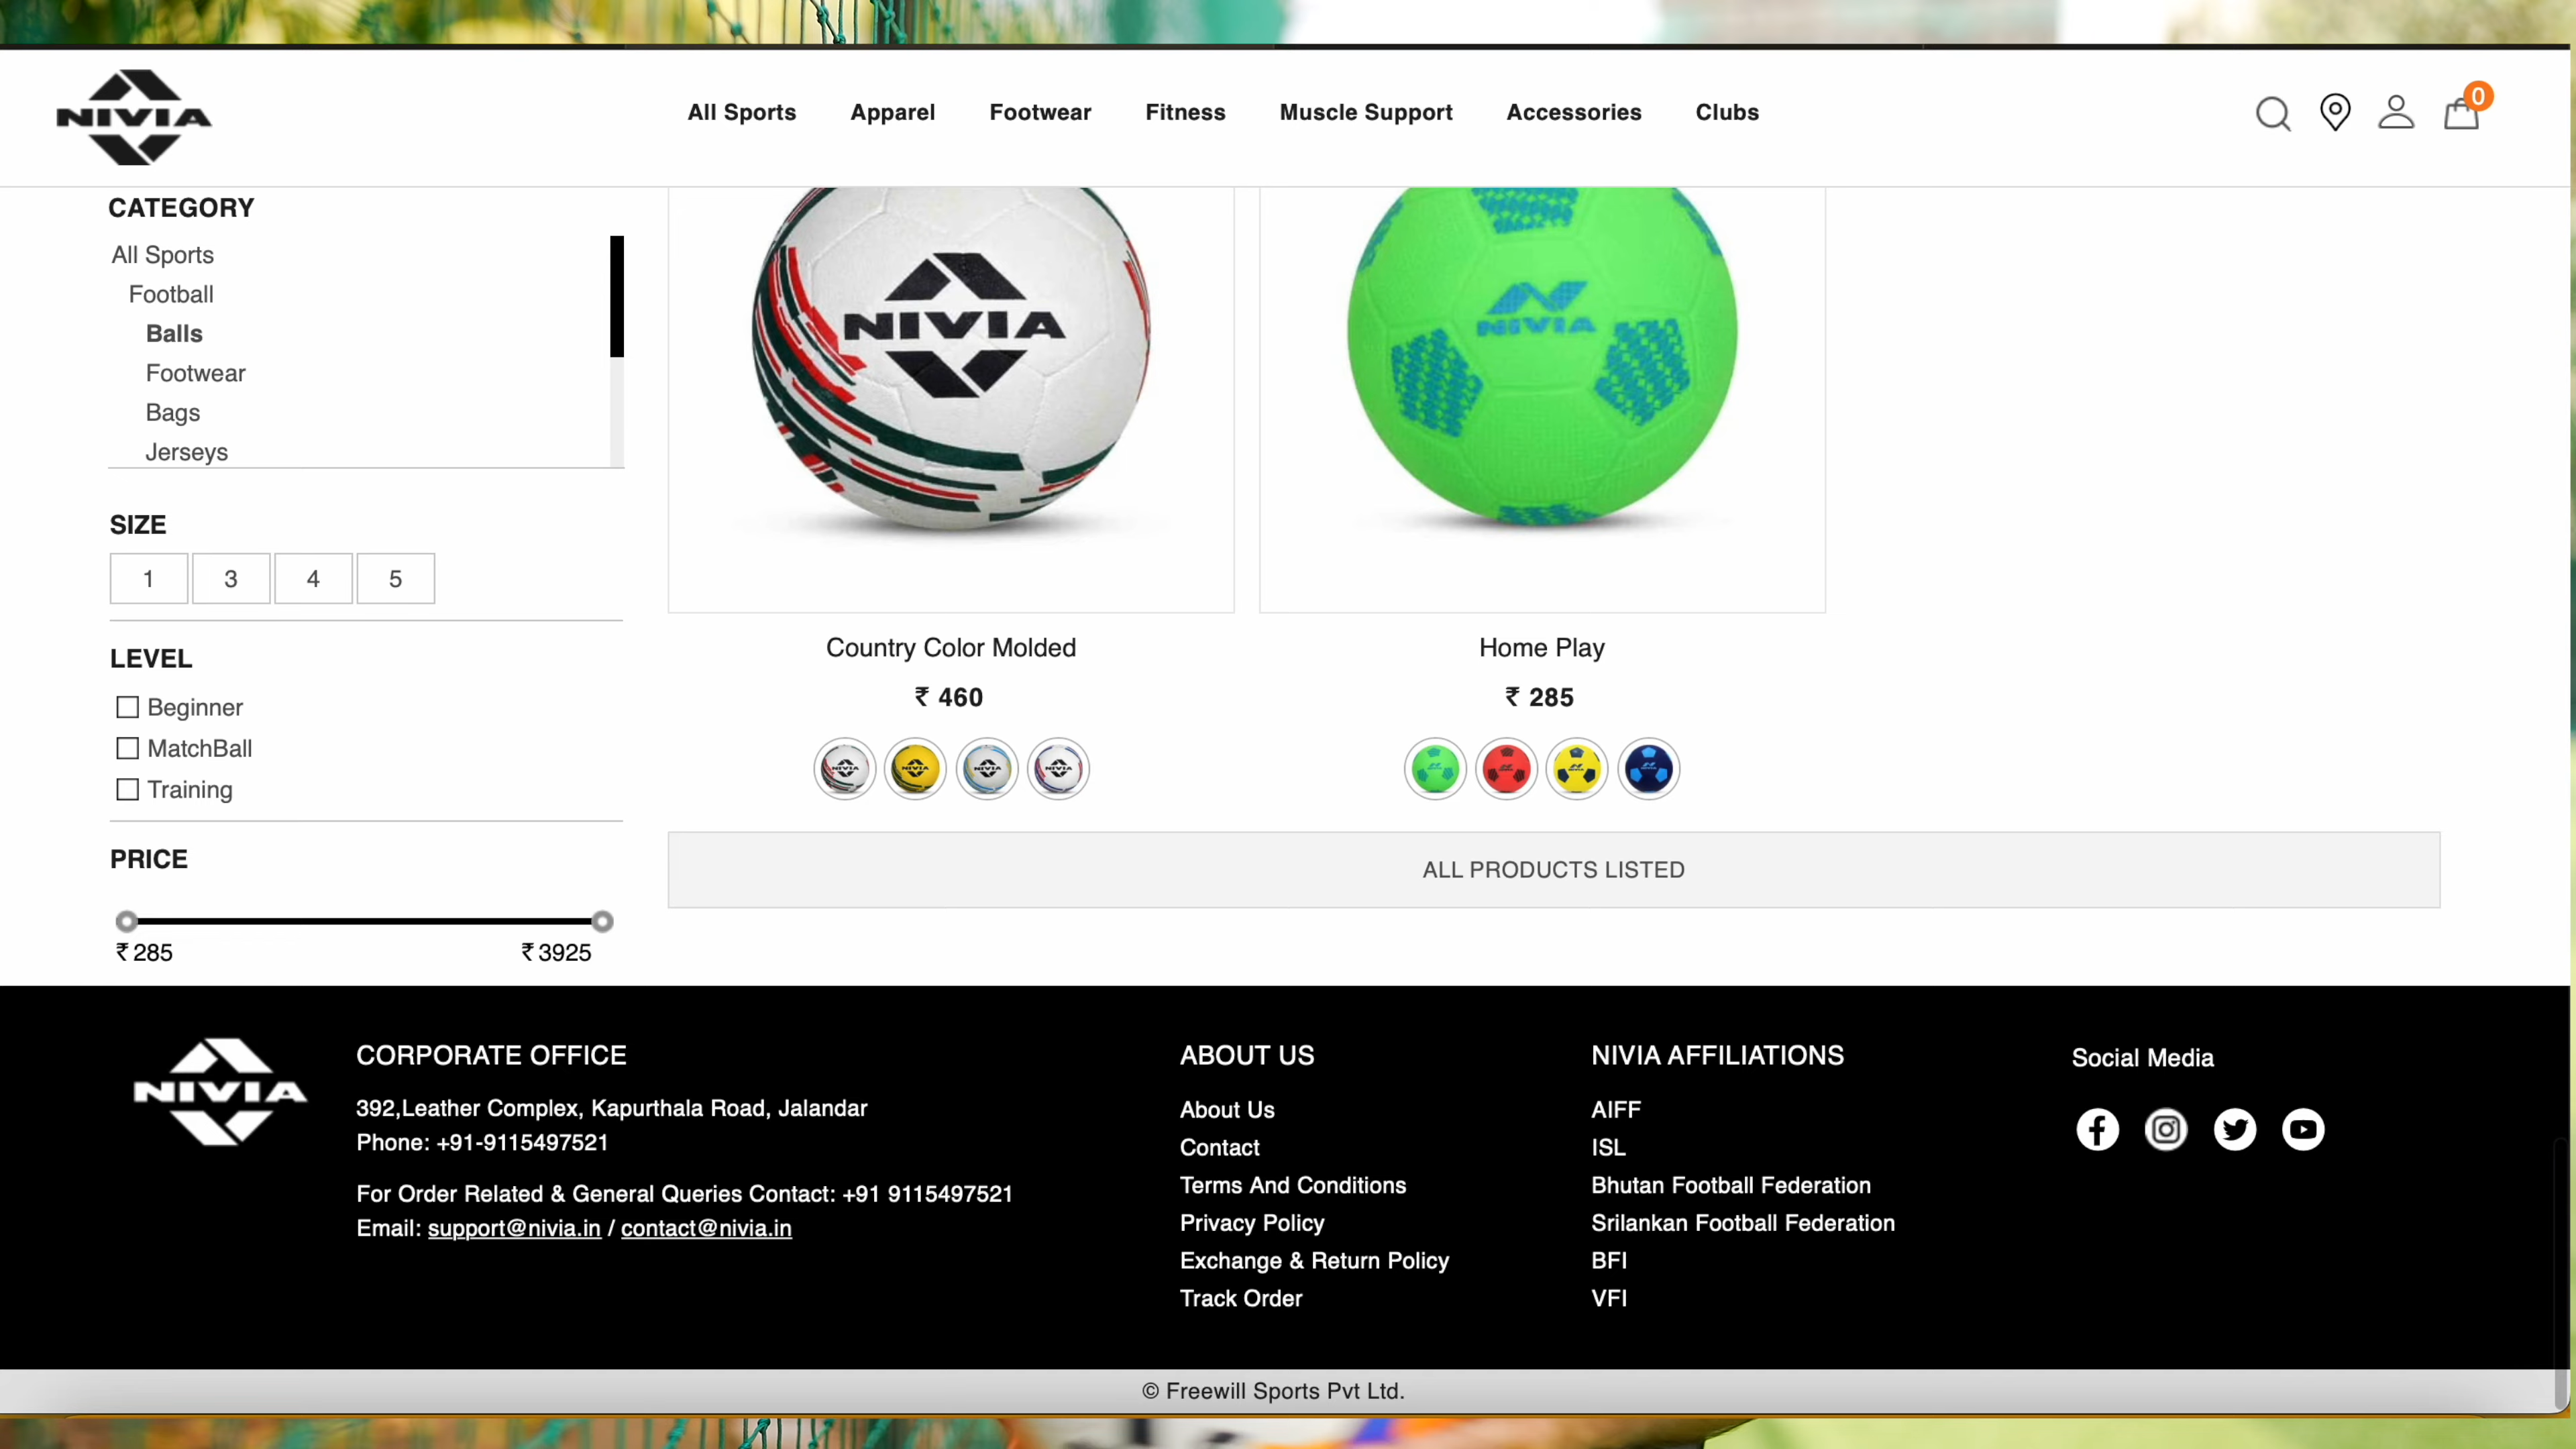 NIVIA
All Sports
Apparel
Footwear
Fitness
Muscle Support
Accessories
Clubs
0
CATEGORY
All Sports
Football
Balls
Footwear
Bags
Jerseys
SIZE
1 3 4 5
LEVEL
Beginner
MatchBall
Training
PRICE
₹ 285
₹ 3925
NIVIA
Country Color Molded
₹ 460
NIVIA
Home Play
₹ 285
ALL PRODUCTS LISTED
NIVIA
CORPORATE OFFICE
392,Leather Complex, Kapurthala Road, Jalandar
Phone: +91-9115497521
For Order Related & General Queries Contact: +91 9115497521
Email: support@nivia.in / contact@nivia.in
ABOUT US
About Us
Contact
Terms And Conditions
Privacy Policy
Exchange & Return Policy
Track Order
NIVIA AFFILIATIONS
AIFF
ISL
Bhutan Football Federation
Srilankan Football Federation
BFI
VFI
Social Media
© Freewill Sports Pvt Ltd.